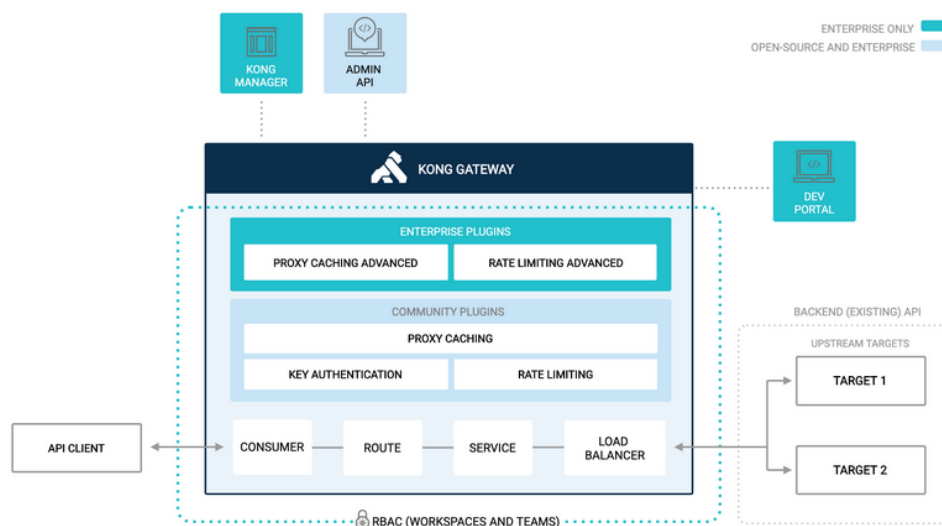 ENTERPRISE ONLY
OPEN-SOURCE AND ENTERPRISE
KONG
MANAGER
ADMIN
API
KONG GATEWAY
DEV
PORTAL
ENTERPRISE PLUGINS
PROXY CACHING ADVANCED
RATE LIMITING ADVANCED
COMMUNITY PLUGINS
PROXY CACHING
KEY AUTHENTICATION
RATE LIMITING
BACKEND (EXISTING) API
UPSTREAM TARGETS
TARGET 1
TARGET 2
API CLIENT
CONSUMER
ROUTE
SERVICE
LOAD
BALANCER
RBAC (WORKSPACES AND TEAMS)